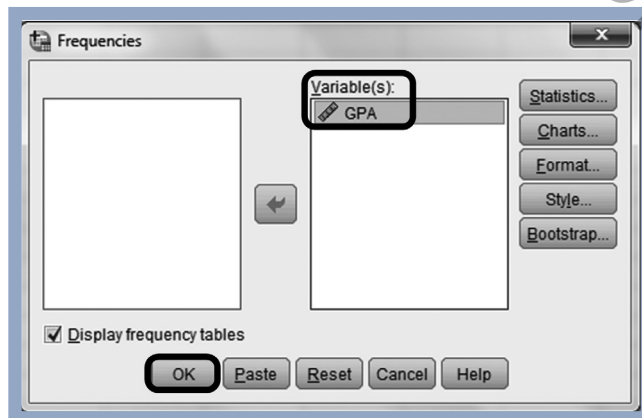 Frequencies
Variable(s):
GPA
Statistics...
Charts...
Format...
Style...
Bootstrap...
Display frequency tables
OK Paste Reset Cancel Help